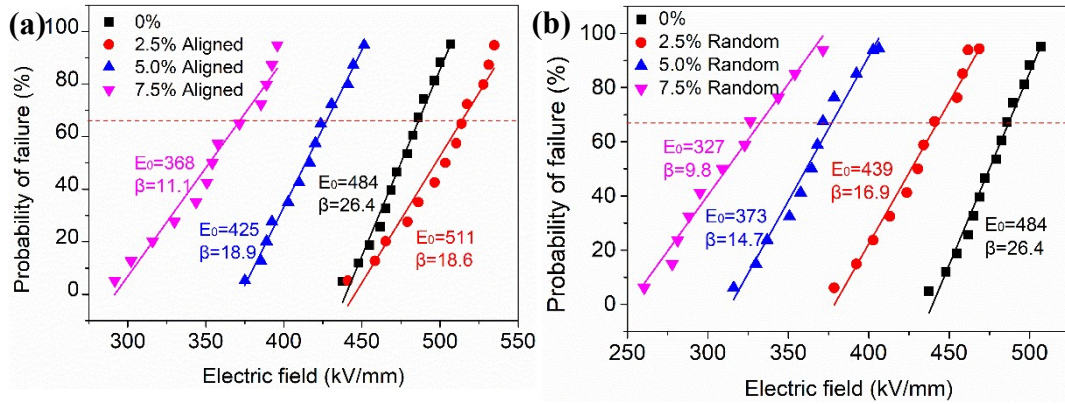 (a)
0%
2.5% Aligned
5.0% Aligned
7.5% Aligned
100
80
60
40
20
0
Probability of failure (%)
E₀=368
β=11.1
E₀=425
β=18.9
E₀=484
β=26.4
E₀=511
β=18.6
300
350
400
450
500
550
Electric field (kV/mm)
(b)
0%
2.5% Random
5.0% Random
7.5% Random
100
80
60
40
20
0
Probability of failure (%)
E₀=327
β=9.8
E₀=373
β=14.7
E₀=439
β=16.9
E₀=484
β=26.4
250
300
350
400
450
500
Electric field (kV/mm)